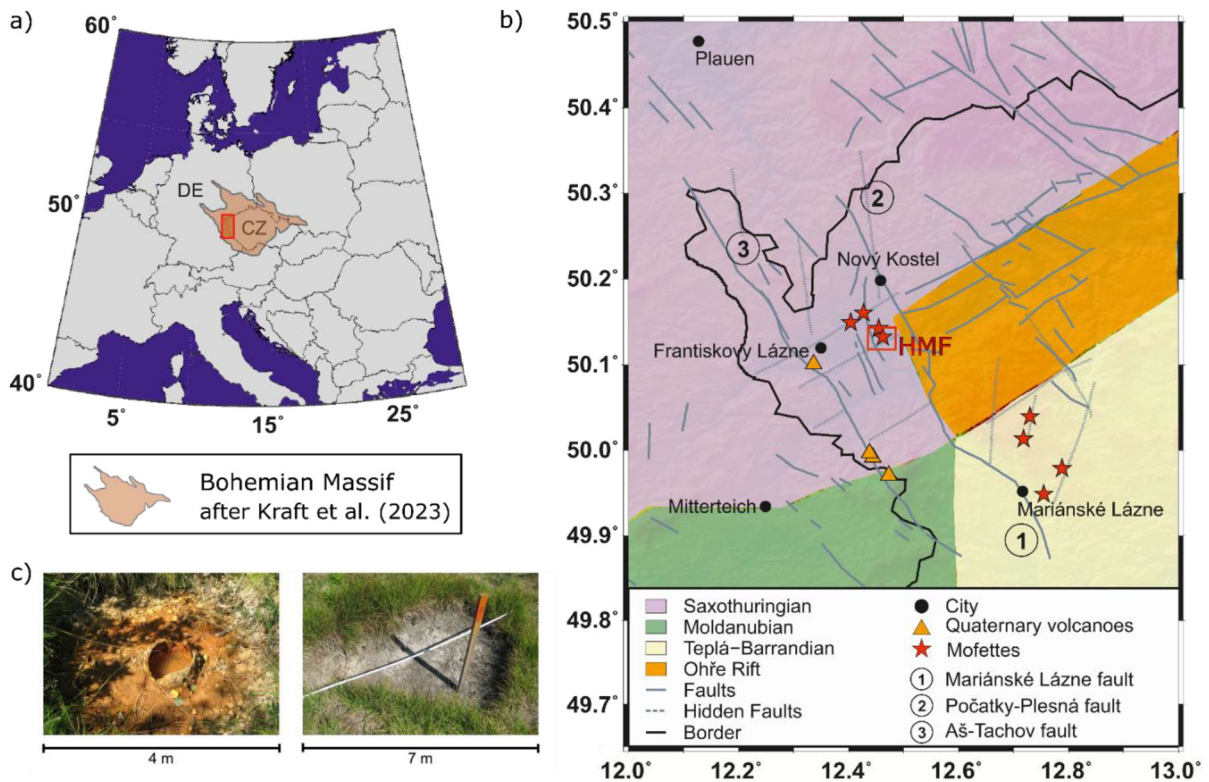 a)
60°
50°
40°
5°
15°
25°
DE
CZ
Bohemian Massif
after Kraft et al. (2023)
c)
4 m
7 m
b)
50.5°
50.4°
50.3°
50.2°
50.1°
50.0°
49.9°
49.8°
49.7°
12.0°
12.2°
12.4°
12.6°
12.8°
13.0°
Plauen
2
3
Nový Kostel
Frantiskovy Lázne
HMF
Mitterteich
Mariánské Lázne
1
Saxothuringian
Moldanubian
Teplá−Barrandian
Ohře Rift
Faults
Hidden Faults
Border
City
Quaternary volcanoes
Mofettes
1 Mariánské Lázne fault
2 Počatky-Plesná fault
3 Aš-Tachov fault